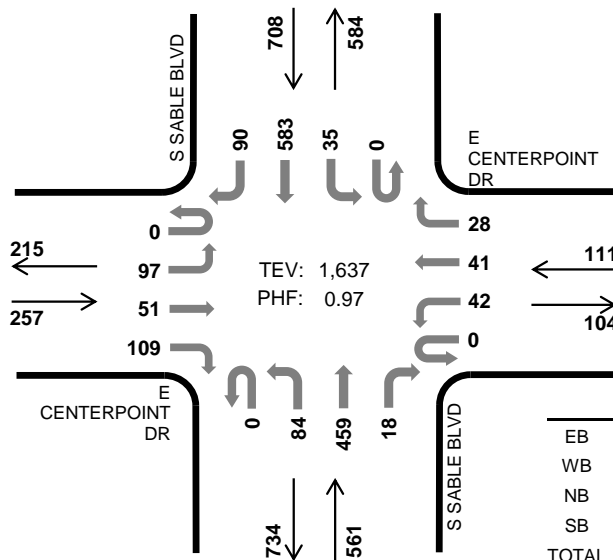 708
584
S SABLE BLVD
90
583
35
0
E
CENTERPOINT
DR
0
28
215
97
41
111
TEV: 1,637
PHF: 0.97
257
51
42
104
109
0
E
CENTERPOINT
DR
0
84
459
18
S SABLE BLVD
734
561
EB
WB
NB
SB
TOTAL